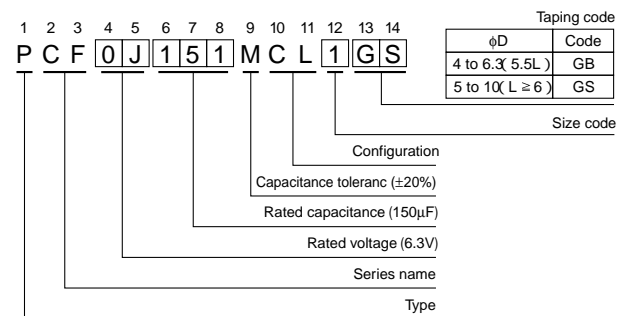 Taping code
1 2 3 4 5 6 7 8 9 10 11 12 13 14
P C F 0 J 1 5 1 M C L 1 G S
φD Code
4 to 6.3( 5.5L ) GB
5 to 10( L ≧ 6 ) GS
Size code
Configuration
Capacitance toleranc (±20%)
Rated capacitance (150μF)
Rated voltage (6.3V)
Series name
Type